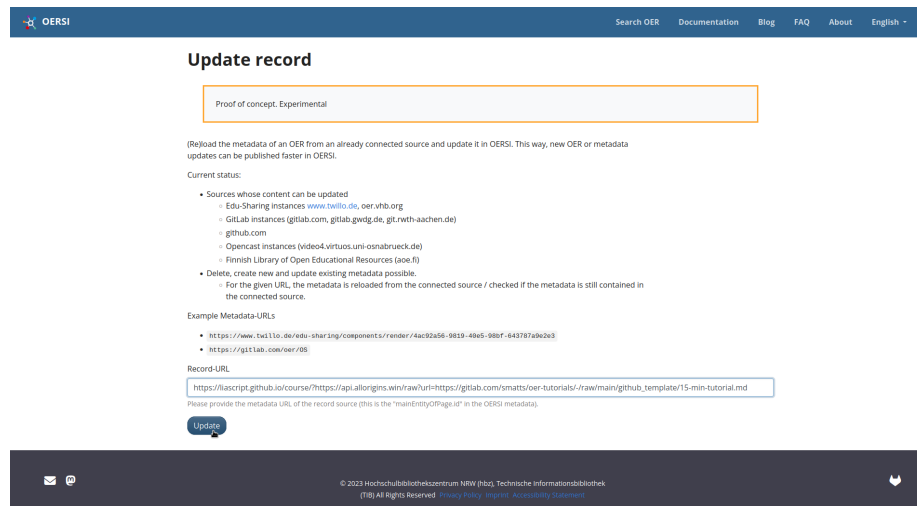 OERSI
Search OER Documentation Blog FAQ About English
Update record
Proof of concept. Experimental
(Re)load the metadata of an OER from an already connected source and update it in OERSI. This way, new OER or metadata
updates can be published faster in OERSI.
Current status:
Sources whose content can be updated
Edu-Sharing instances www.twillo.de, oer.vhb.org
GitLab instances (gitlab.com, gitlab.gwdg.de, git.rwth-aachen.de)
github.com
Opencast instances (video4.virtuos.uni-osnabrueck.de)
Finnish Library of Open Educational Resources (aoe.fi)
Delete, create new and update existing metadata possible.
For the given URL, the metadata is reloaded from the connected source / checked if the metadata is still contained in
the connected source.
Example Metadata-URLs
https://www.twillo.de/edu-sharing/components/render/4ac92a56-9819-40e5-98bf-643787a9e2e3
https://gitlab.com/oer/OS
Record-URL
https://liascript.github.io/course/?https://api.allorigins.win/raw?url=https://gitlab.com/smatts/oer-tutorials/-/raw/main/github_template/15-min-tutorial.md
Please provide the metadata URL of the record source (this is the "mainEntityOfPage.id" in the OERSI metadata).
Update
© 2023 Hochschulbibliothekszentrum NRW (hbz), Technische Informationsbibliothek
(TIB) All Rights Reserved Privacy Policy Imprint Accessibility Statement